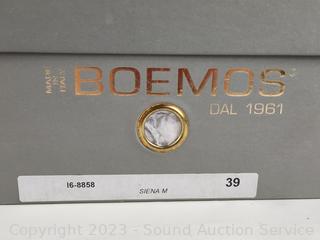 MADE
IN
ITALY
BOEMOS
DAL 1961
I6-8858
SIENA M
39
Copyright 2023 - Sound Auction Service